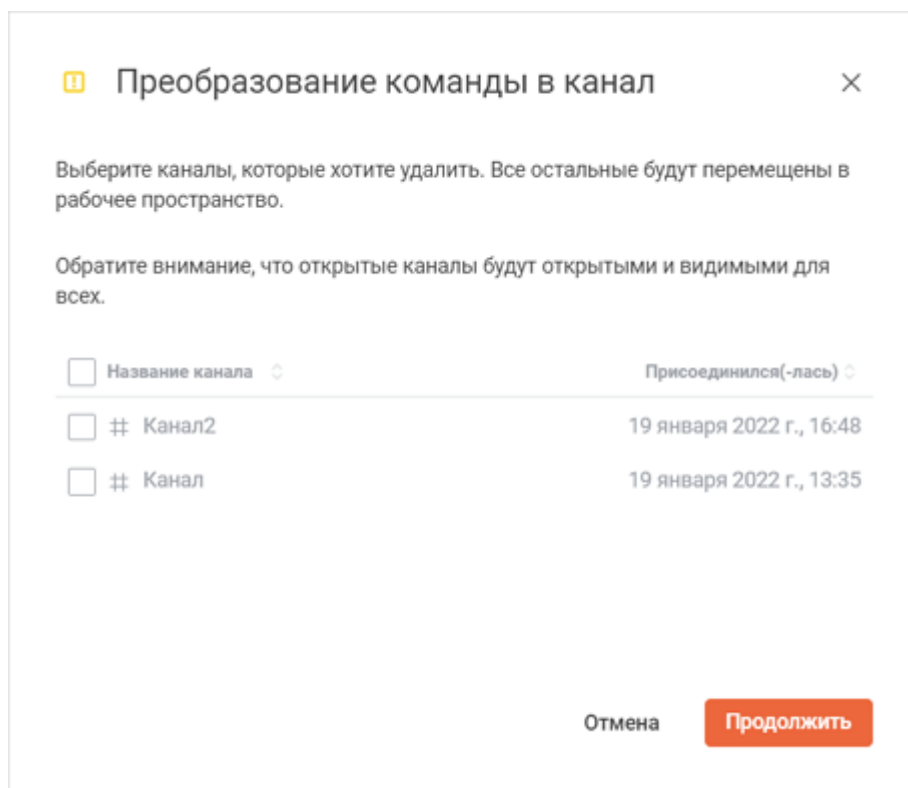 Преобразование команды в канал
Выберите каналы, которые хотите удалить. Все остальные будут перемещены в
рабочее пространство.
Обратите внимание, что открытые каналы будут открытыми и видимыми для
всех.
Название канала Присоединился(-лась)
# Канал2 19 января 2022 г., 16:48
# Канал 19 января 2022 г., 13:35
Отмена Продолжить